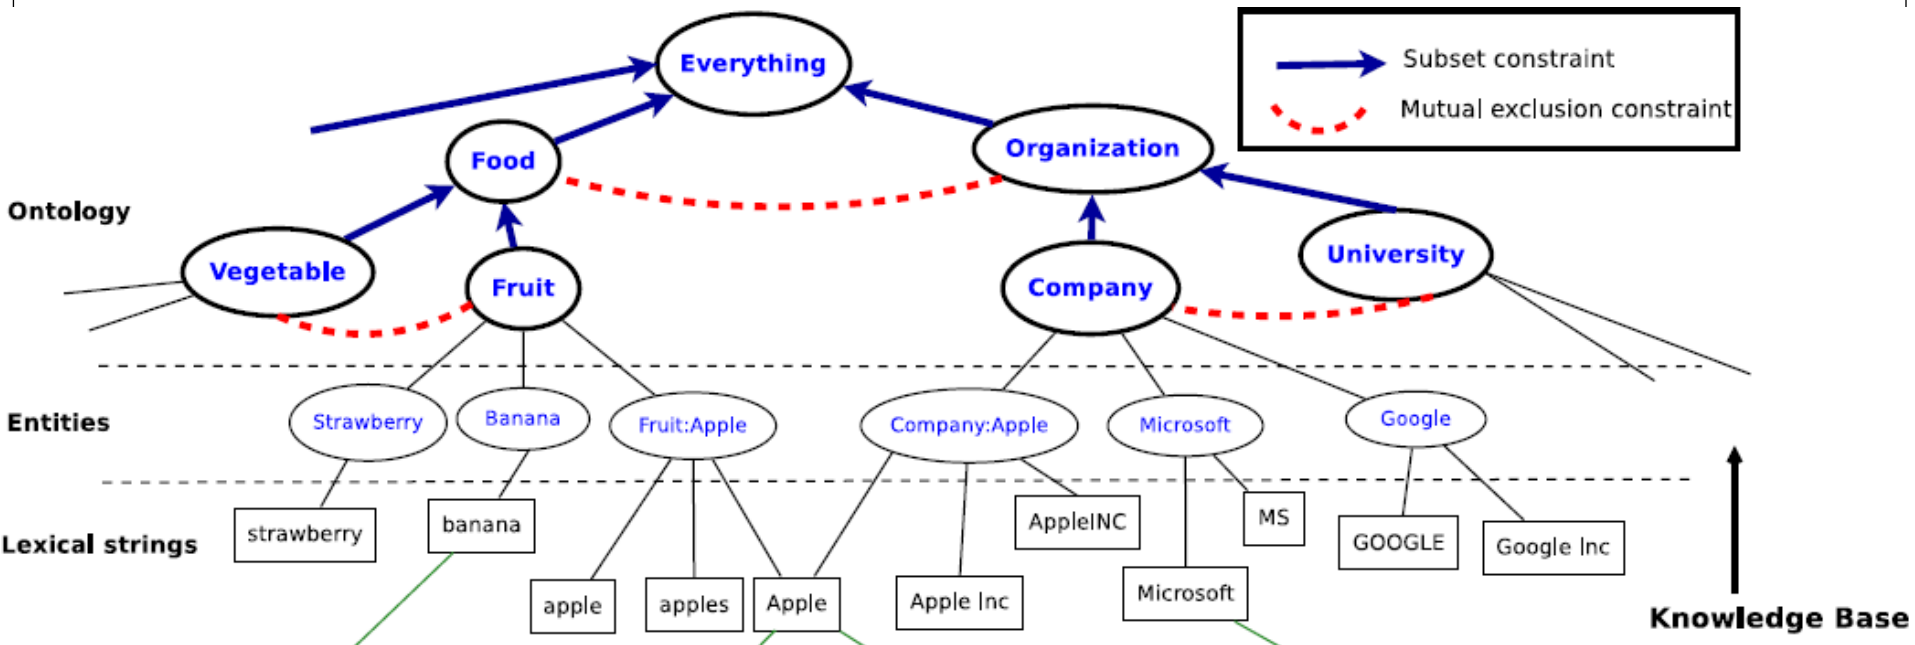 Everything
Subset constraint
Mutual exclusion constraint
Food
Organization
Ontology
Vegetable
Fruit
Company
University
Entities
Strawberry
Banana
Fruit:Apple
Company:Apple
Microsoft
Google
Lexical strings
strawberry
banana
apple
apples
Apple
Apple Inc
AppleINC
Microsoft
MS
GOOGLE
Google Inc
Knowledge Base